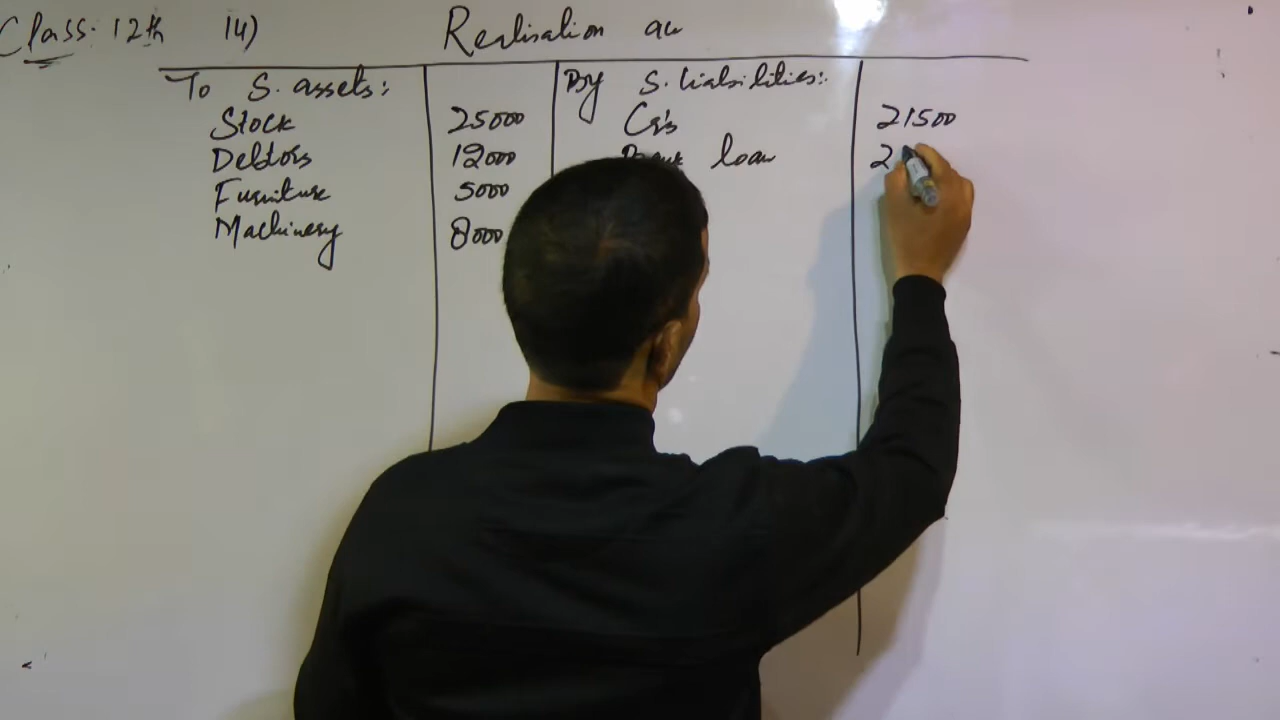 Class: 12th 14) Realisation a/c
To S. assets: By S. liabilities:
Stock 25000 Crs 21500
Debtors 12000 Bank loan 2
Furniture 5000
Machinery 8000